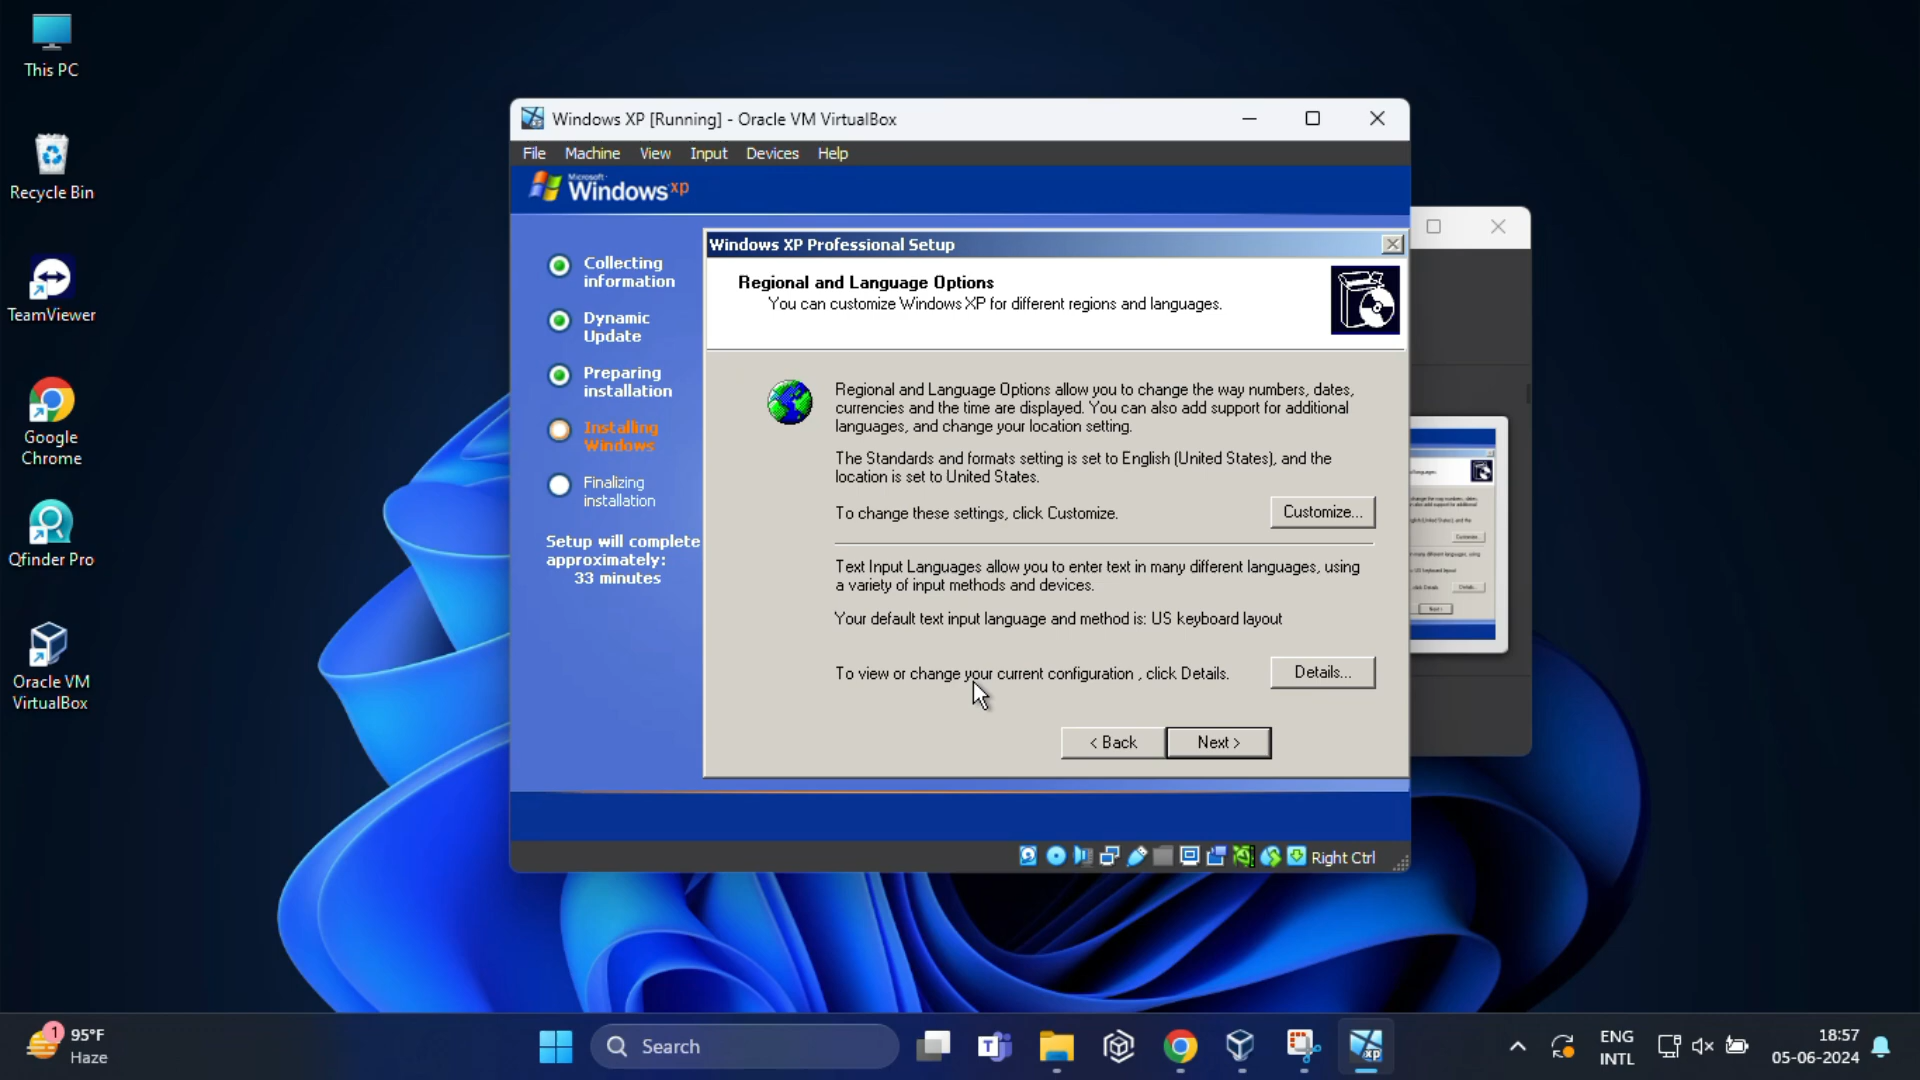 This PC
Recycle Bin
TeamViewer
Google
Chrome
Qfinder Pro
Oracle VM
VirtualBox
Windows XP [Running] - Oracle VM VirtualBox
File Machine View Input Devices Help
Microsoft
Windows xp
Collecting
information
Dynamic
Update
Preparing
installation
Installing
Windows
Finalizing
installation
Setup will complete
approximately:
33 minutes
Windows XP Professional Setup
Regional and Language Options
You can customize Windows XP for different regions and languages.
Regional and Language Options allow you to change the way numbers, dates,
currencies and the time are displayed. You can also add support for additional
languages, and change your location setting.
The Standards and formats setting is set to English (United States), and the
location is set to United States.
To change these settings, click Customize.
Customize...
Text Input Languages allow you to enter text in many different languages, using
a variety of input methods and devices.
Your default text input language and method is: US keyboard layout
To view or change your current configuration , click Details.
Details...
< Back
Next >
Right Ctrl
1
95°F
Haze
Search
T
xp
ENG
INTL
18:57
05-06-2024